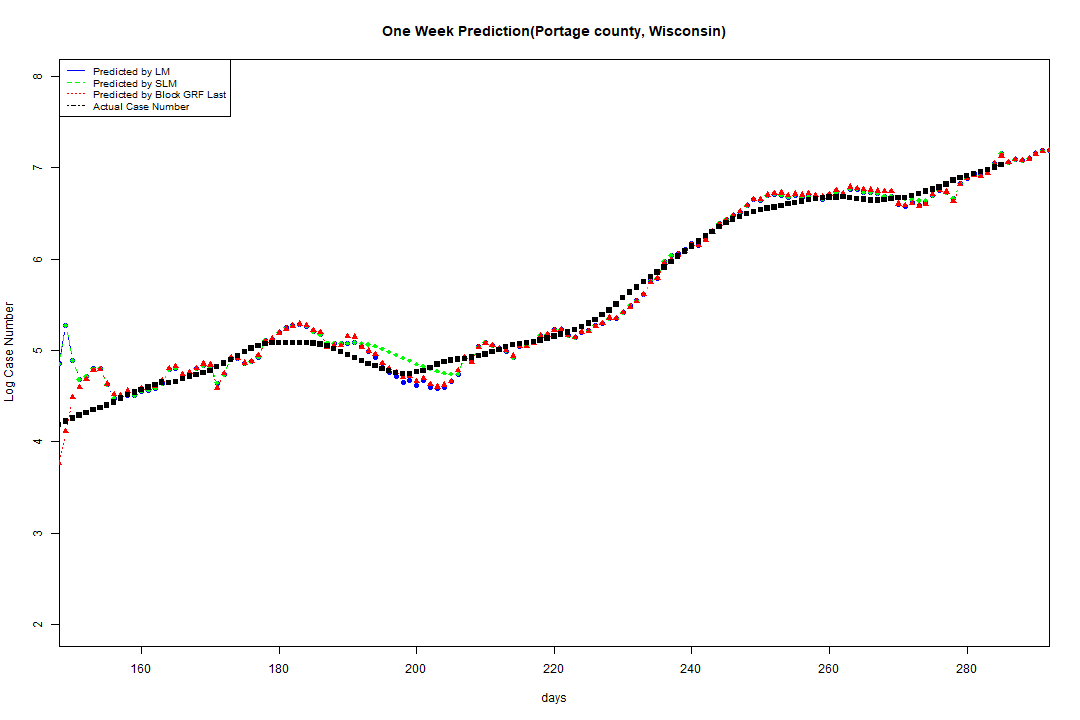 One Week Prediction(Portage county, Wisconsin)
Predicted by LM
Predicted by SLM
Predicted by Block GRF Last
Actual Case Number
8
7
6
5
4
3
2
Log Case Number
160 180 200 220 240 260 280
days